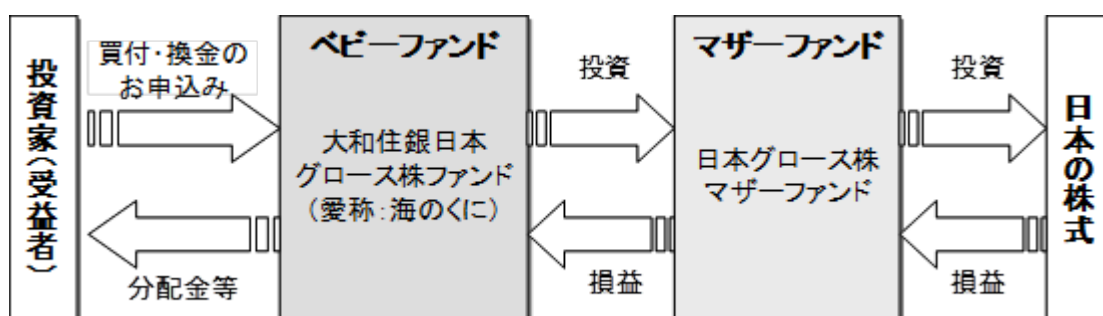 投資家(受益者)
買付・換金の
お申込み
分配金等
ベビーファンド
大和住銀日本
グロース株ファンド
(愛称:海のくに)
投資
損益
マザーファンド
日本グロース株
マザーファンド
投資
損益
日本の株式